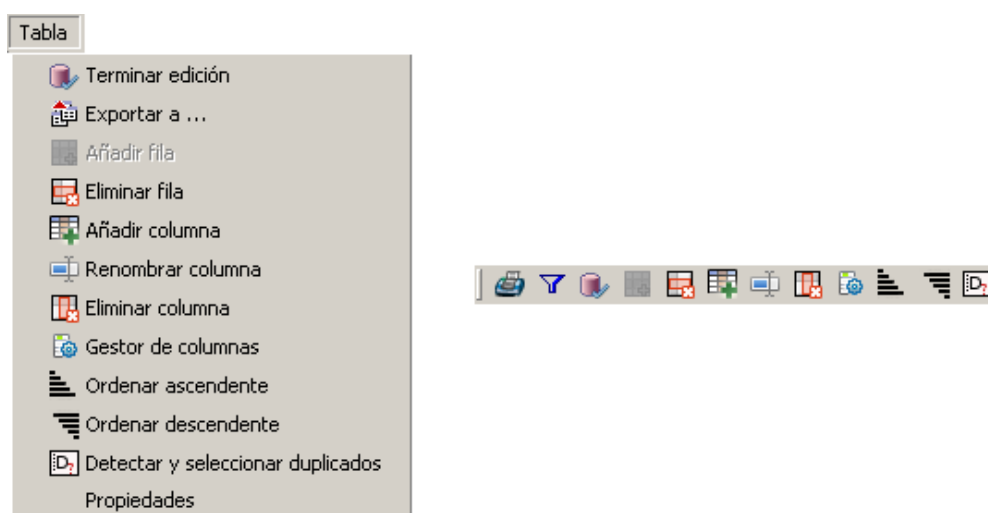 Tabla
Terminar edición
Exportar a ...
Añadir fila
Eliminar fila
Añadir columna
Renombrar columna
Eliminar columna
Gestor de columnas
Ordenar ascendente
Ordenar descendente
D? Detectar y seleccionar duplicados
Propiedades
D?